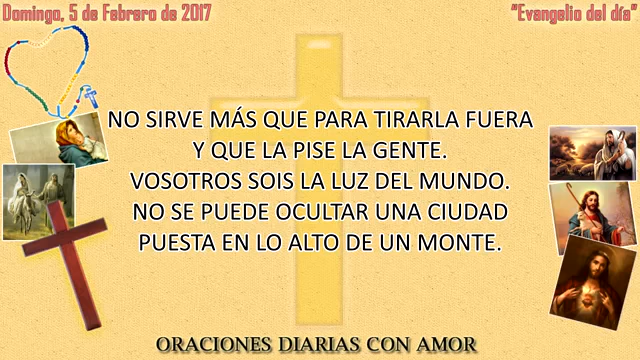 Domingo, 5 de Febrero de 2017
"Evangelio del día"
NO SIRVE MÁS QUE PARA TIRARLA FUERA
Y QUE LA PISE LA GENTE.
VOSOTROS SOIS LA LUZ DEL MUNDO.
NO SE PUEDE OCULTAR UNA CIUDAD
PUESTA EN LO ALTO DE UN MONTE.
ORACIONES DIARIAS CON AMOR